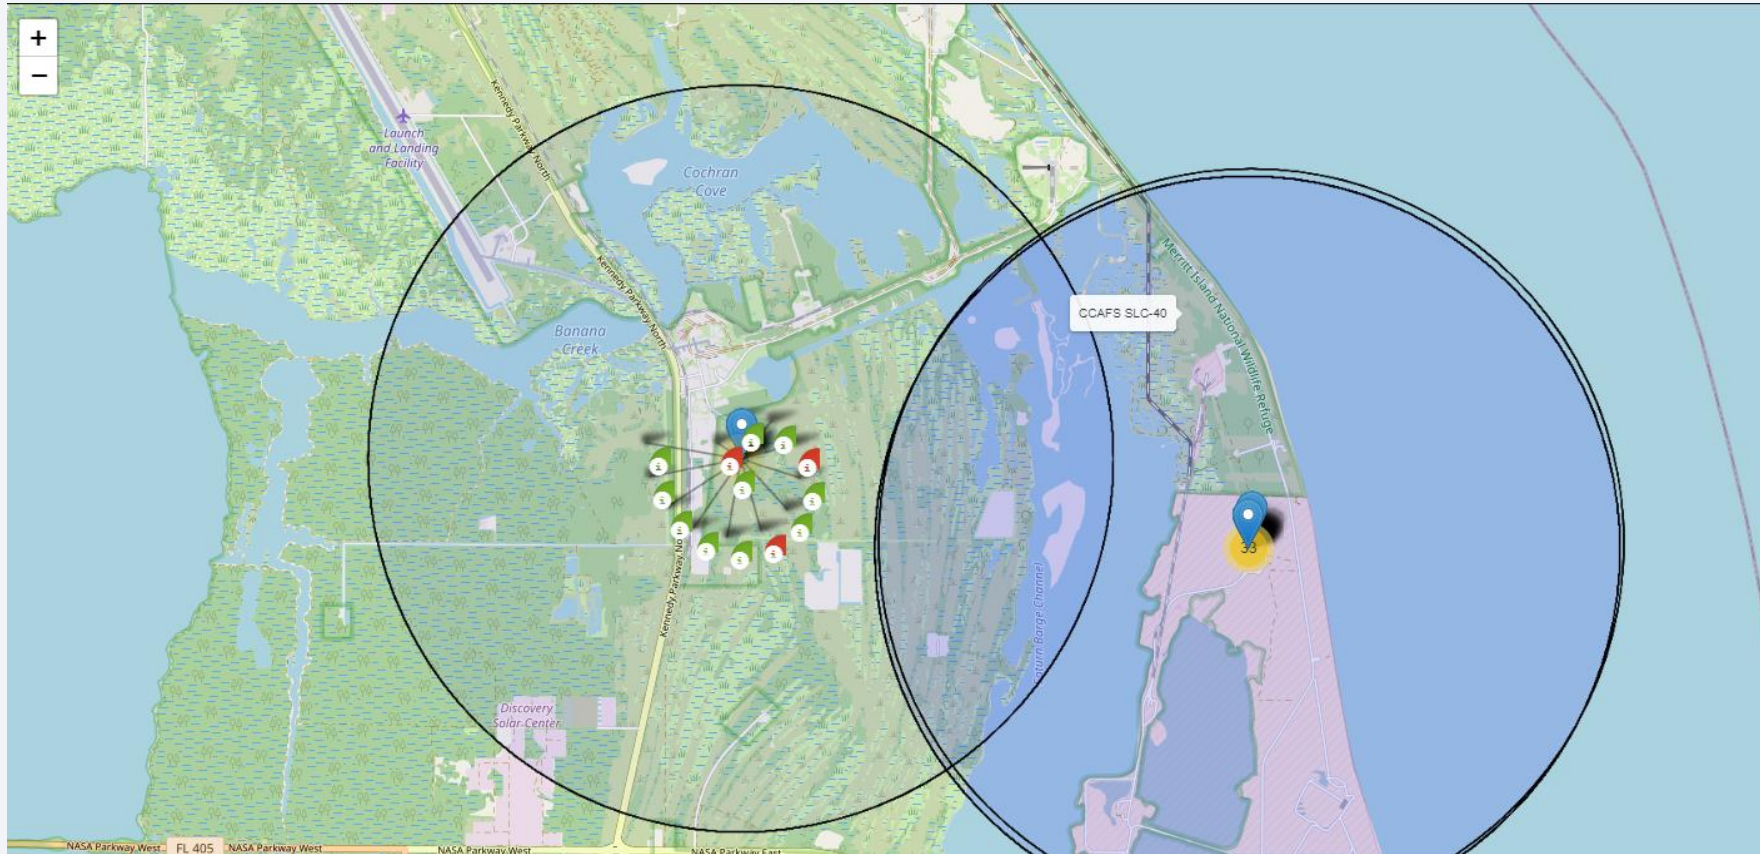 +
−
Launch
and Landing
Facility
Kennedy Parkway North
Cochran
Cove
Kennedy Parkway North
Merritt Island National Wildlife Refuge
CCAFS SLC-40
Banana
Creek
i
i
i
i
i
i
i
i
i
i
i
i
i
33
Kennedy Parkway No
aturn Barge Channel
Discovery
Solar Center
NASA Parkway West
FL 405
NASA Parkway West
NASA Parkway West
NASA Parkway East